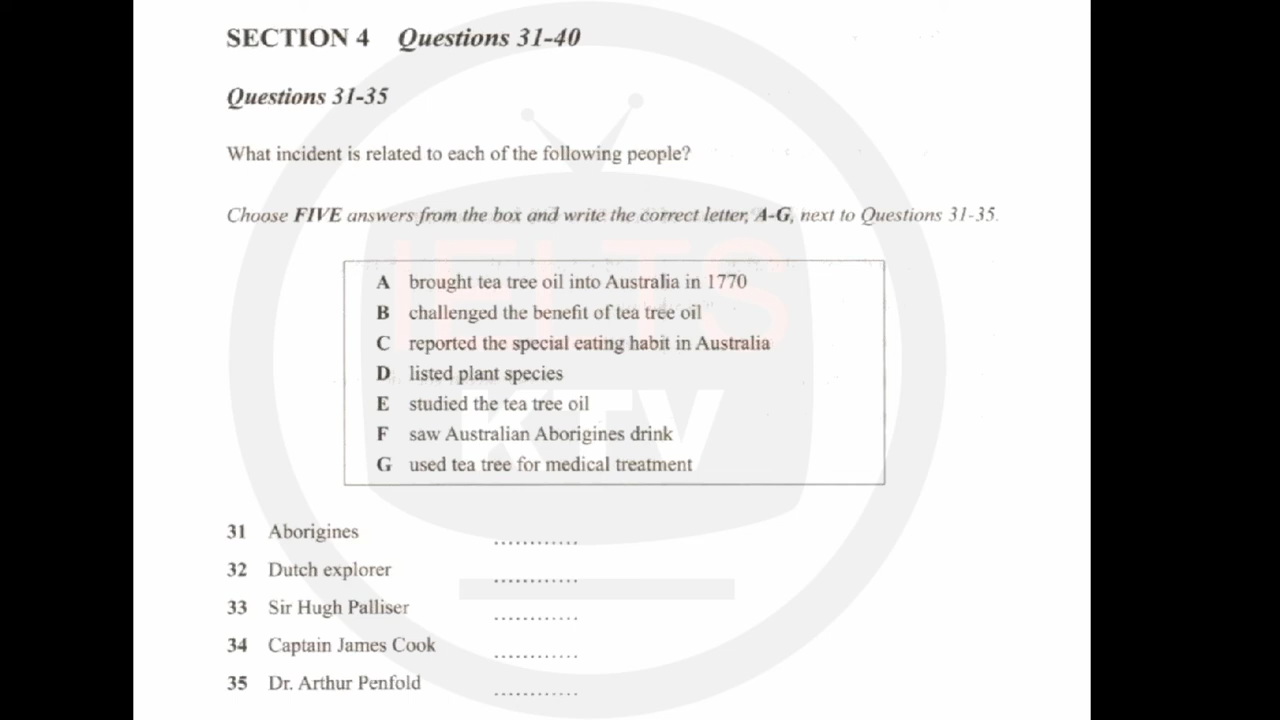 SECTION 4 Questions 31-40
Questions 31-35
What incident is related to each of the following people?
Choose FIVE answers from the box and write the correct letter, A-G, next to Questions 31-35.
A brought tea tree oil into Australia in 1770
B challenged the benefit of tea tree oil
C reported the special eating habit in Australia
D listed plant species
E studied the tea tree oil
F saw Australian Aborigines drink
G used tea tree for medical treatment
IELTS
KTV
31 Aborigines ............
32 Dutch explorer ............
33 Sir Hugh Palliser ............
34 Captain James Cook ............
35 Dr. Arthur Penfold ............